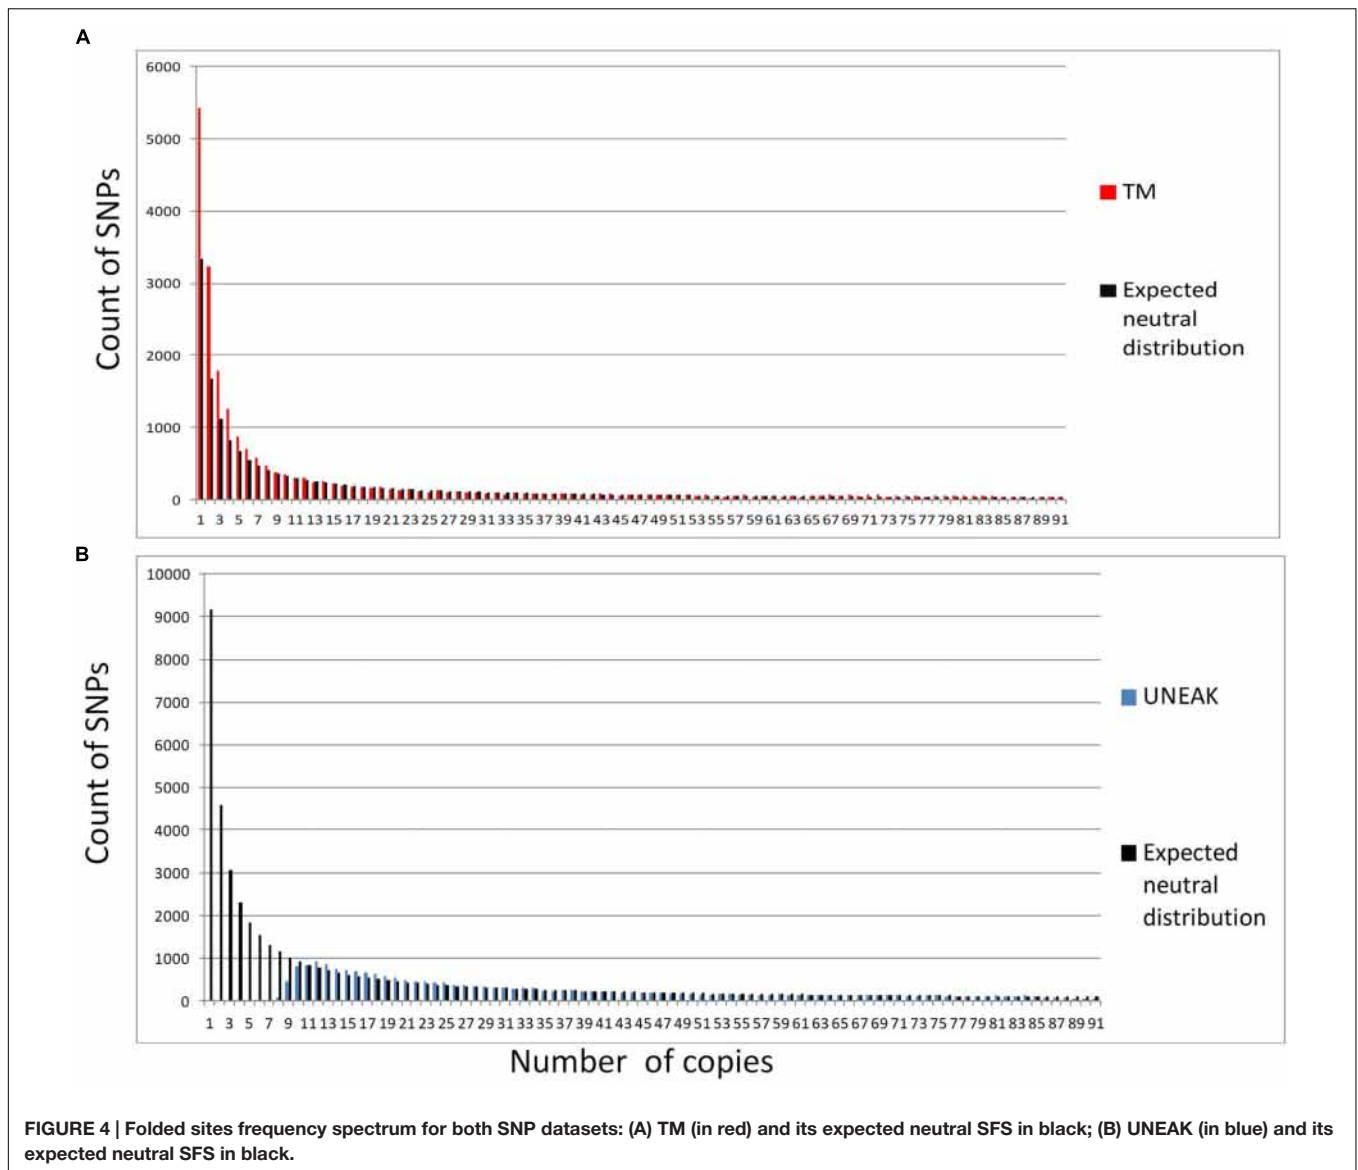 A
Count of SNPs
6000
5000
4000
3000
2000
1000
0
1 3 5 7 9 11 13 15 17 19 21 23 25 27 29 31 33 35 37 39 41 43 45 47 49 51 53 55 57 59 61 63 65 67 69 71 73 75 77 79 81 83 85 87 89 91
TM
Expected
neutral
distribution
B
Count of SNPs
10000
9000
8000
7000
6000
5000
4000
3000
2000
1000
0
1 3 5 7 9 11 13 15 17 19 21 23 25 27 29 31 33 35 37 39 41 43 45 47 49 51 53 55 57 59 61 63 65 67 69 71 73 75 77 79 81 83 85 87 89 91
UNEAK
Expected
neutral
distribution
Number of copies
FIGURE 4 | Folded sites frequency spectrum for both SNP datasets: (A) TM (in red) and its expected neutral SFS in black; (B) UNEAK (in blue) and its
expected neutral SFS in black.